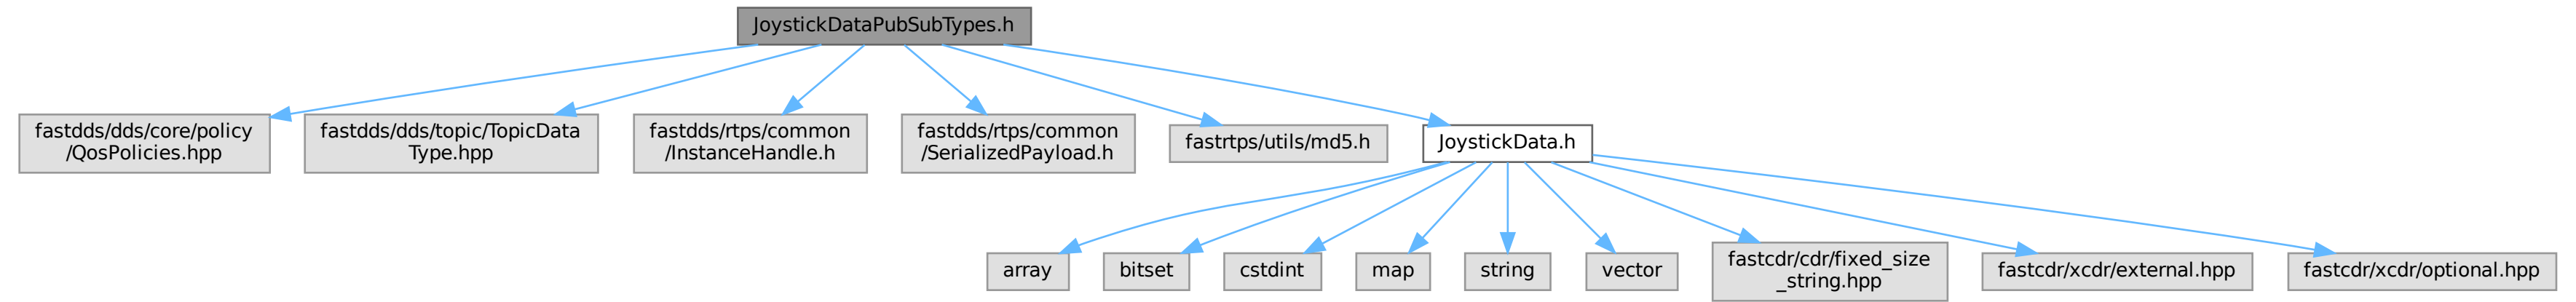 JoystickDataPubSubTypes.h
fastdds/dds/core/policy
/QosPolicies.hpp
fastdds/dds/topic/TopicData
Type.hpp
fastdds/rtps/common
/InstanceHandle.h
fastdds/rtps/common
/SerializedPayload.h
fastrtps/utils/md5.h
JoystickData.h
array
bitset
cstdint
map
string
vector
fastcdr/cdr/fixed_size
_string.hpp
fastcdr/xcdr/external.hpp
fastcdr/xcdr/optional.hpp